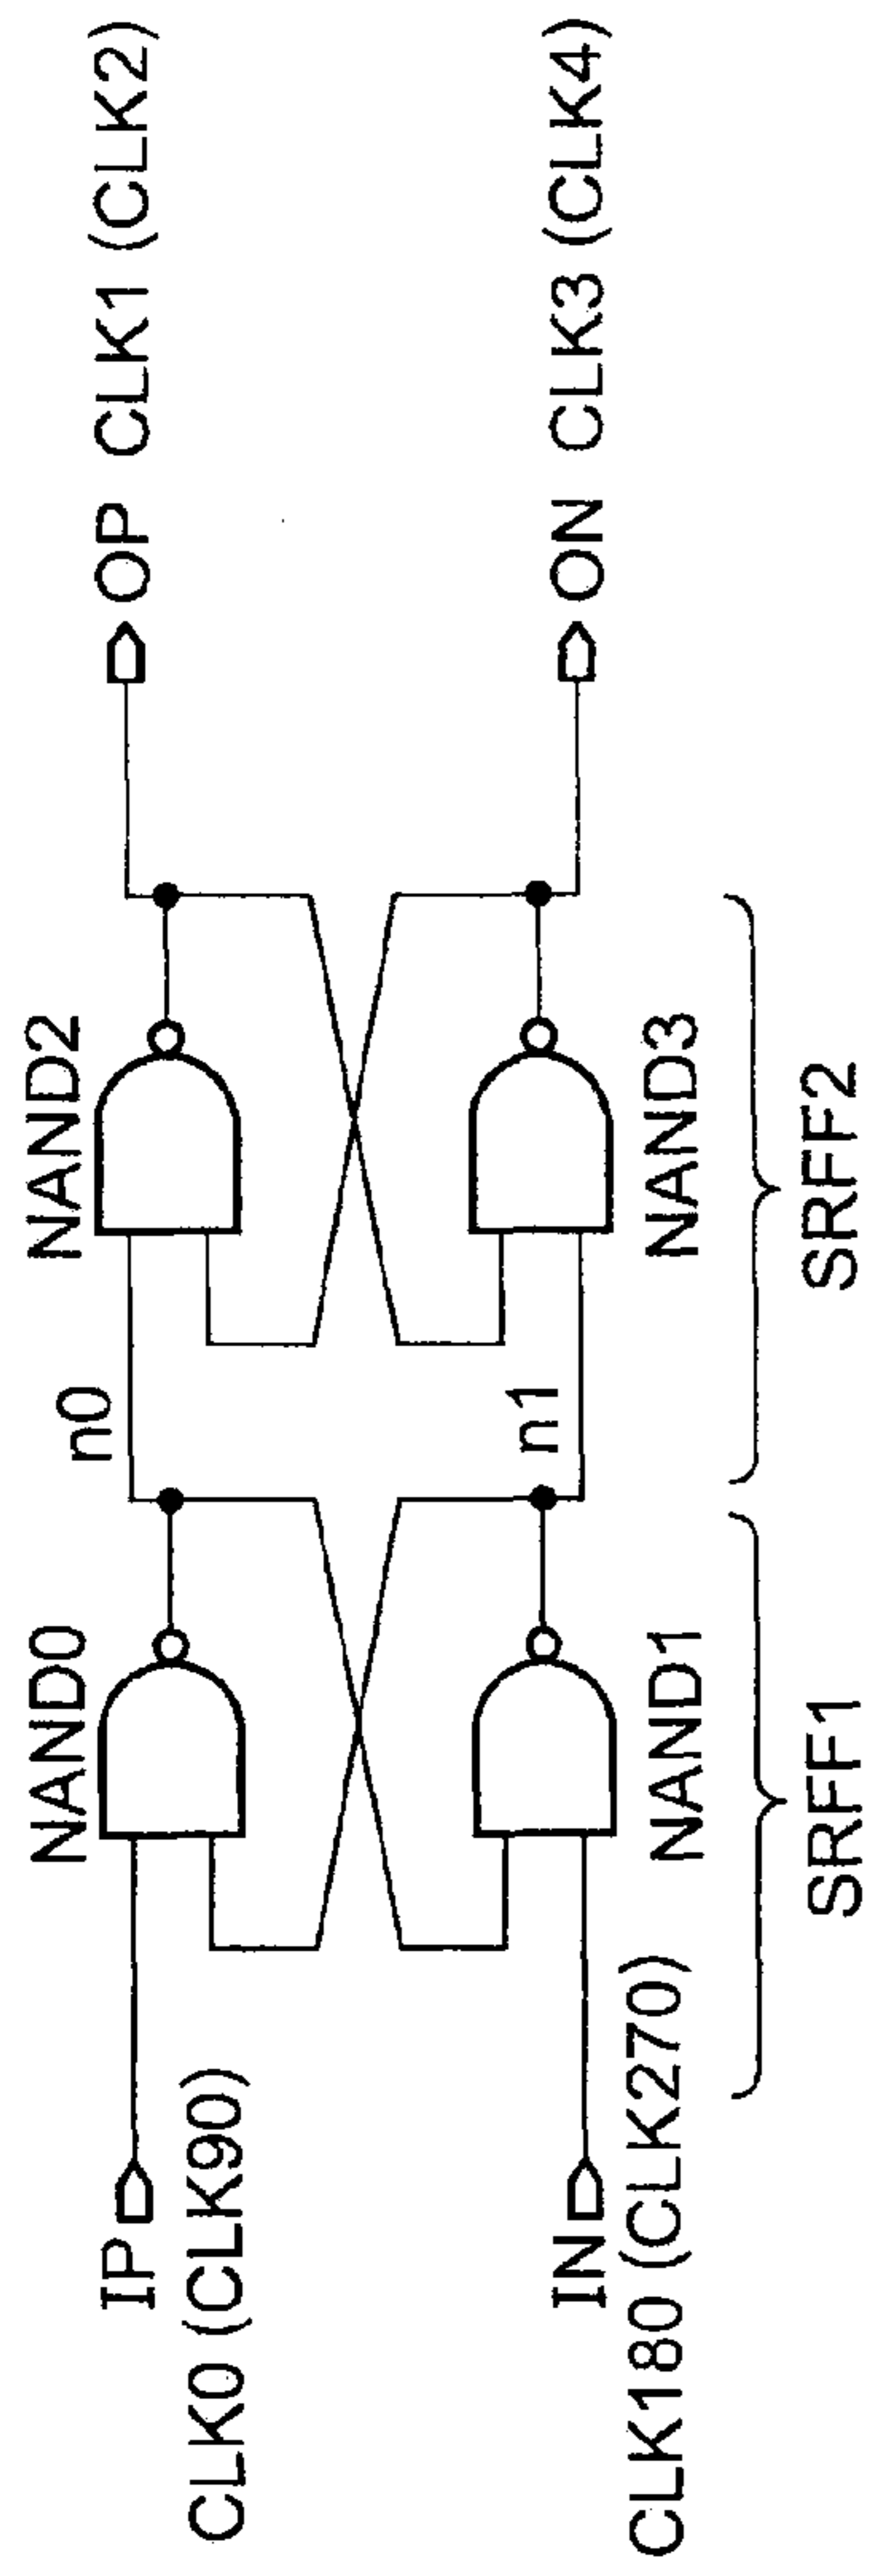 NAND0
NAND2
n0
IP
OP CLK1 (CLK2)
CLK0 (CLK90)
n1
IN
ON CLK3 (CLK4)
CLK180 (CLK270)
NAND1
NAND3
SRFF1
SRFF2